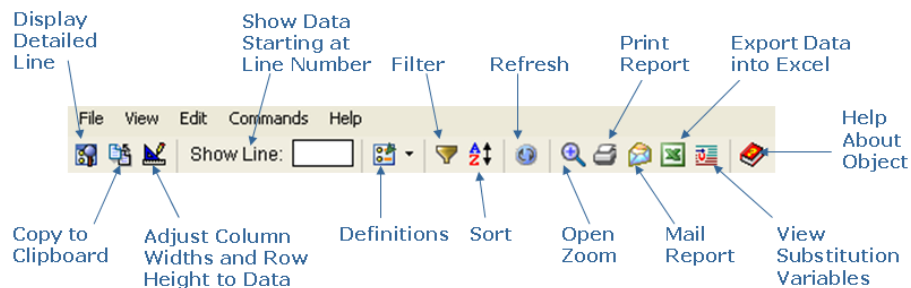 Display
Detailed
Line
Show Data
Starting at
Line Number
Filter
Refresh
Print
Report
Export Data
into Excel
File View Edit Commands Help
Show Line:
Help
About
Object
Copy to
Clipboard
Adjust Column
Widths and Row
Height to Data
Definitions
Sort
Open
Zoom
Mail
Report
View
Substitution
Variables